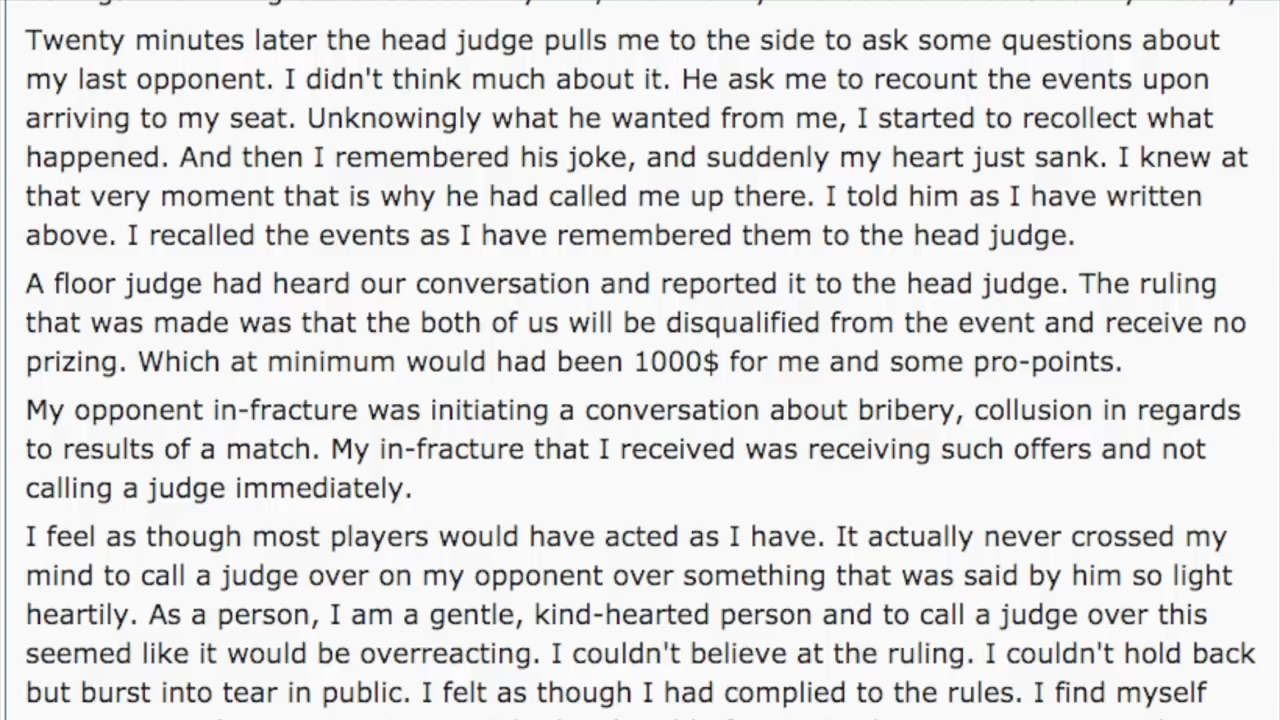 Twenty minutes later the head judge pulls me to the side to ask some questions about
my last opponent. I didn't think much about it. He ask me to recount the events upon
arriving to my seat. Unknowingly what he wanted from me, I started to recollect what
happened. And then I remembered his joke, and suddenly my heart just sank. I knew at
that very moment that is why he had called me up there. I told him as I have written
above. I recalled the events as I have remembered them to the head judge.
A floor judge had heard our conversation and reported it to the head judge. The ruling
that was made was that the both of us will be disqualified from the event and receive no
prizing. Which at minimum would had been 1000$ for me and some pro-points.
My opponent in-fracture was initiating a conversation about bribery, collusion in regards
to results of a match. My in-fracture that I received was receiving such offers and not
calling a judge immediately.
I feel as though most players would have acted as I have. It actually never crossed my
mind to call a judge over on my opponent over something that was said by him so light
heartily. As a person, I am a gentle, kind-hearted person and to call a judge over this
seemed like it would be overreacting. I couldn't believe at the ruling. I couldn't hold back
but burst into tear in public. I felt as though I had complied to the rules. I find myself